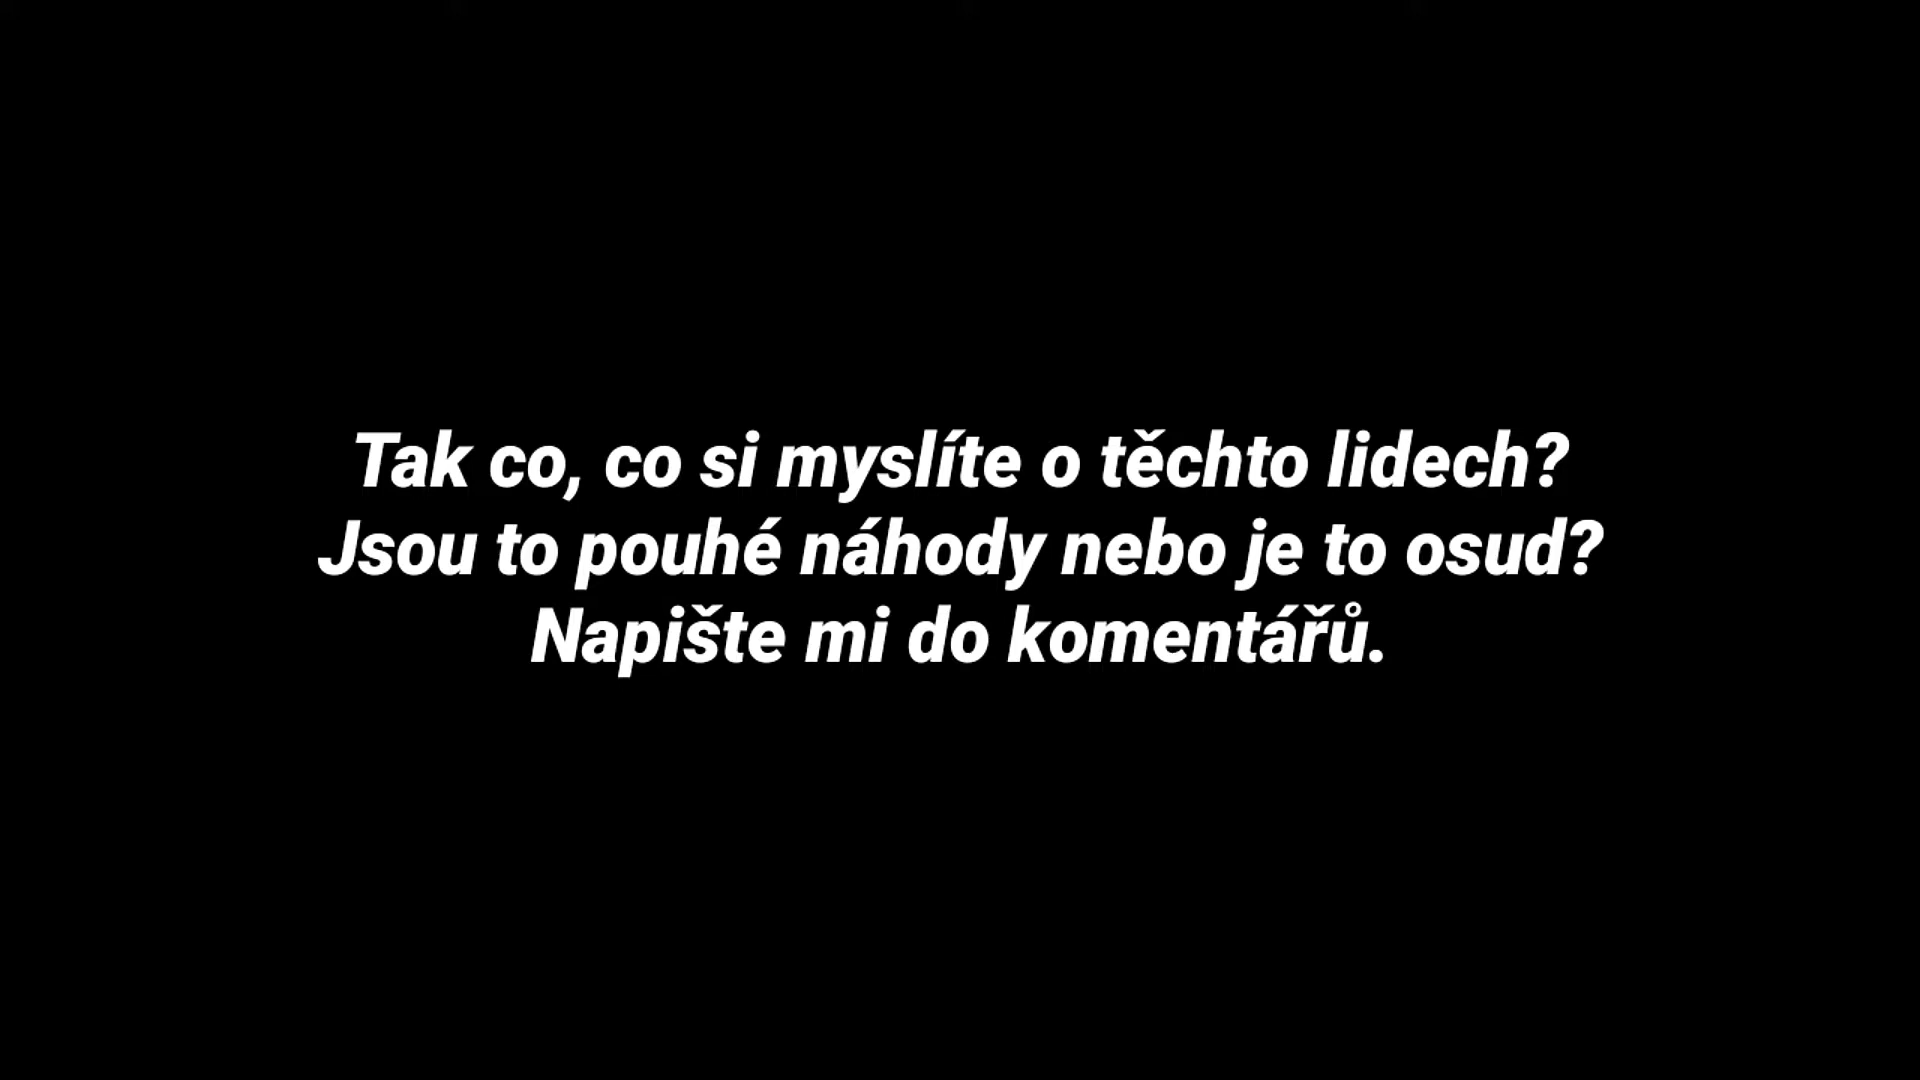 Tak co, co si myslíte o těchto lidech?
Jsou to pouhé náhody nebo je to osud?
Napište mi do komentářů.